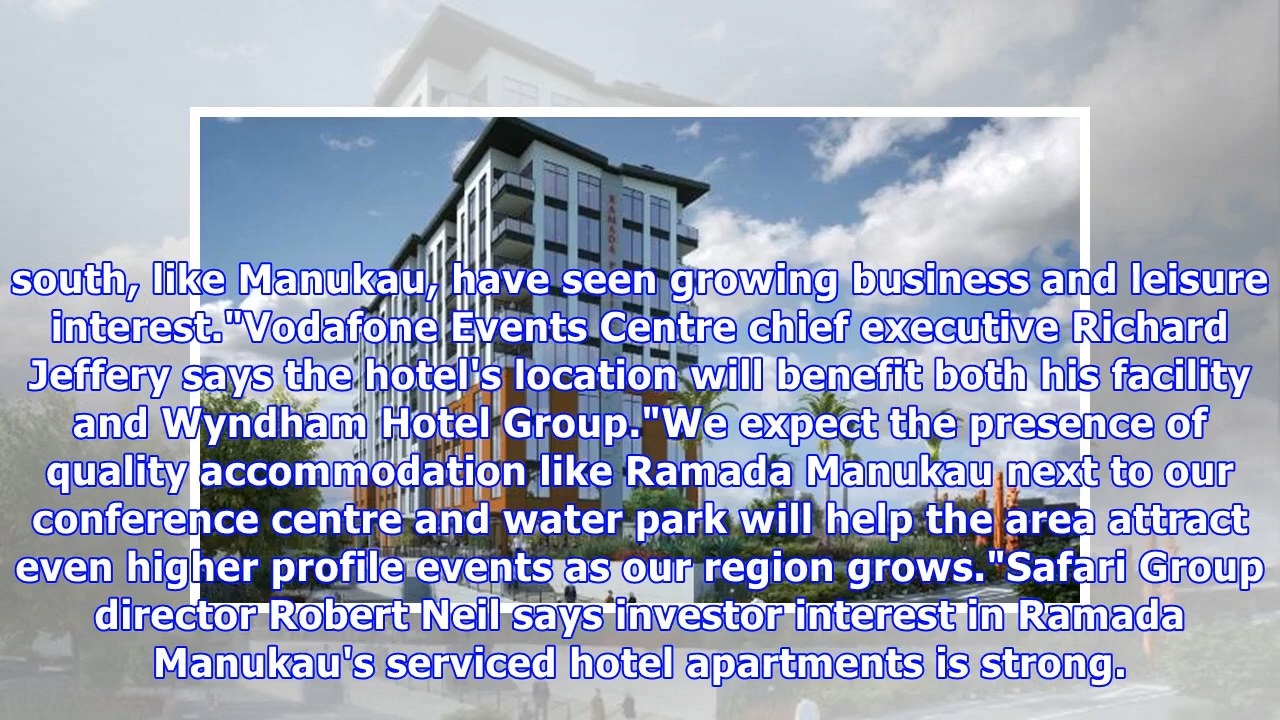 RAMADA
south, like Manukau, have seen growing business and leisure
interest."Vodafone Events Centre chief executive Richard
Jeffery says the hotel's location will benefit both his facility
and Wyndham Hotel Group."We expect the presence of
quality accommodation like Ramada Manukau next to our
conference centre and water park will help the area attract
even higher profile events as our region grows."Safari Group
director Robert Neil says investor interest in Ramada
Manukau's serviced hotel apartments is strong.